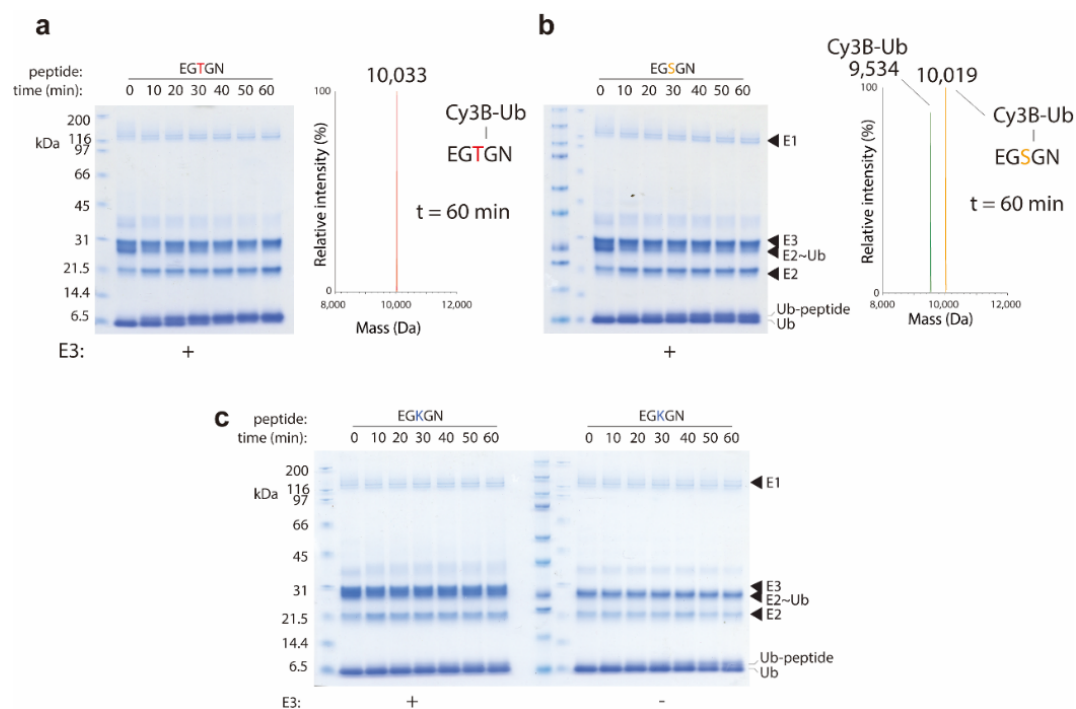 a
peptide: EGTGN
time (min): 0 10 20 30 40 50 60
kDa
200
116
97
66
45
31
21.5
14.4
6.5
E3: +
10,033
Cy3B-Ub
EGTGN
t = 60 min
Relative intensity (%)
100
0
8,000 10,000 12,000
Mass (Da)
b
EGSGN
0 10 20 30 40 50 60
E1
E3
E2~Ub
E2
Ub-peptide
Ub
+
Cy3B-Ub
9,534 10,019
Cy3B-Ub
EGSGN
t = 60 min
Relative intensity (%)
100
0
8,000 10,000 12,000
Mass (Da)
c
peptide: EGKGN EGKGN
time (min): 0 10 20 30 40 50 60 0 10 20 30 40 50 60
kDa
200
116
97
66
45
31
21.5
14.4
6.5
E1
E3
E2~Ub
E2
Ub-peptide
Ub
E3: + -